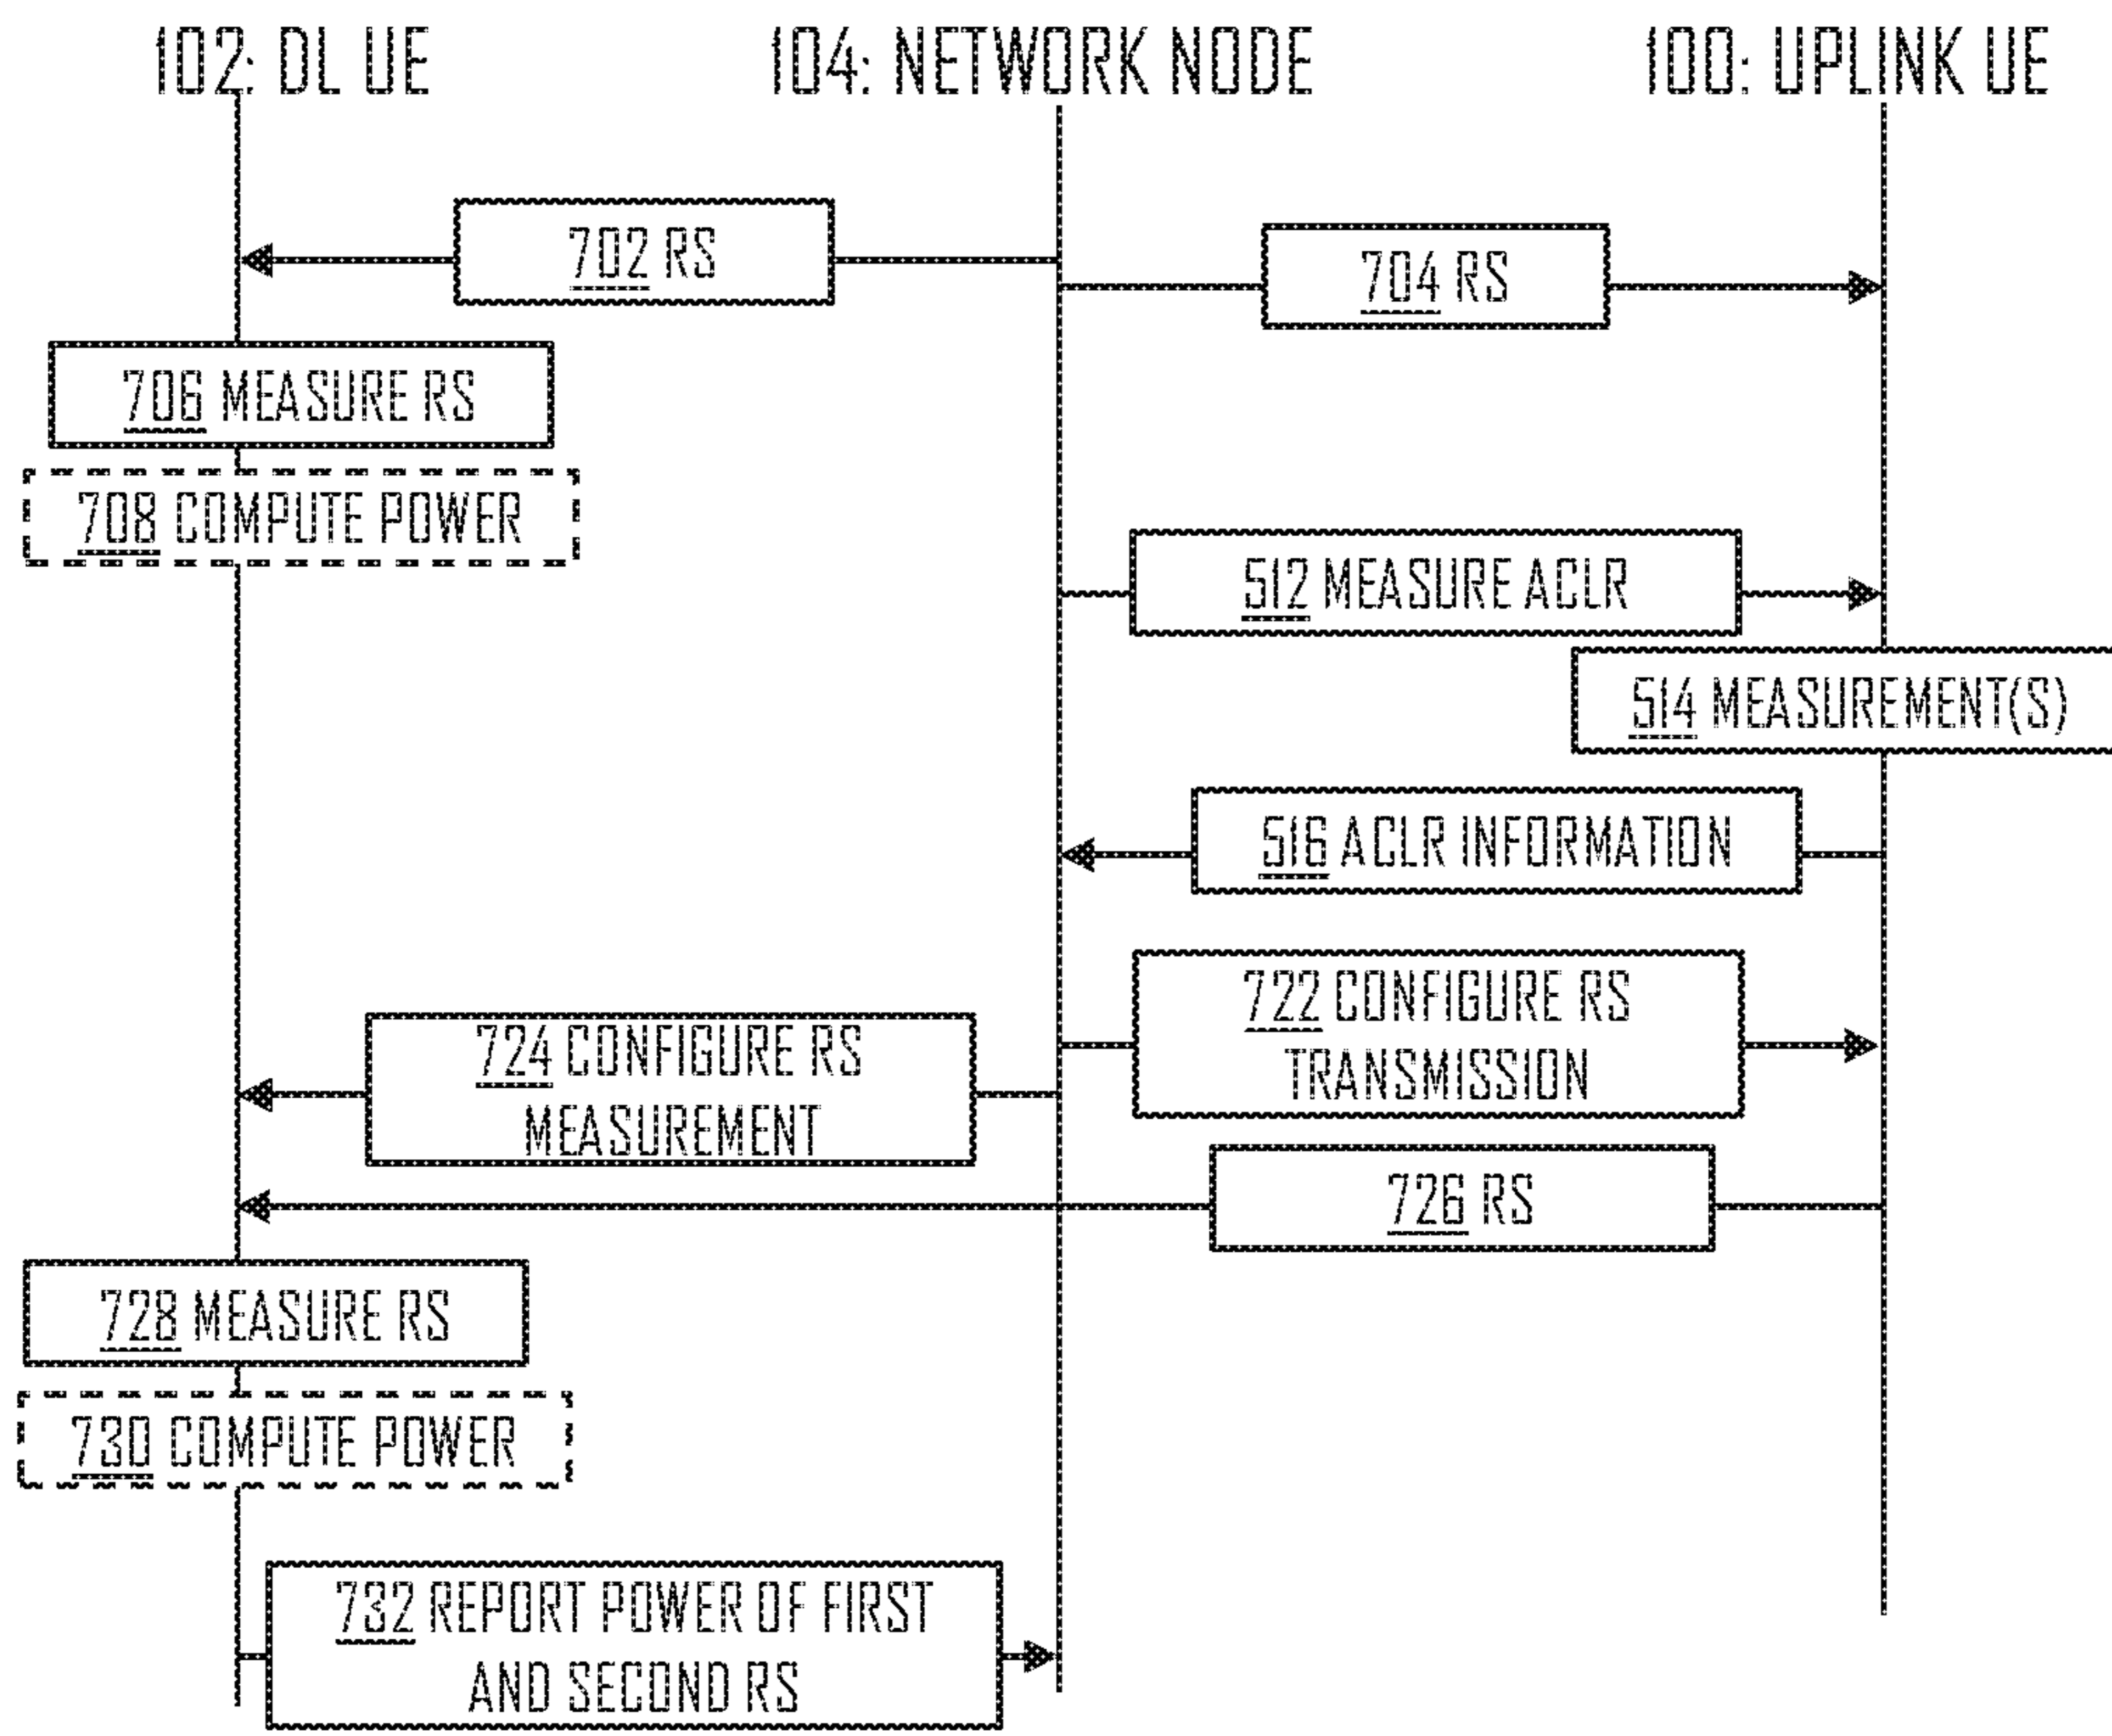 102: DL UE
104: NETWORK NODE
100: UPLINK UE
702 RS
704 RS
706 MEASURE RS
708 COMPUTE POWER
512 MEASURE ACLR
514 MEASUREMENT(S)
516 ACLR INFORMATION
722 CONFIGURE RS
TRANSMISSION
724 CONFIGURE RS
MEASUREMENT
726 RS
728 MEASURE RS
730 COMPUTE POWER
732 REPORT POWER OF FIRST
AND SECOND RS